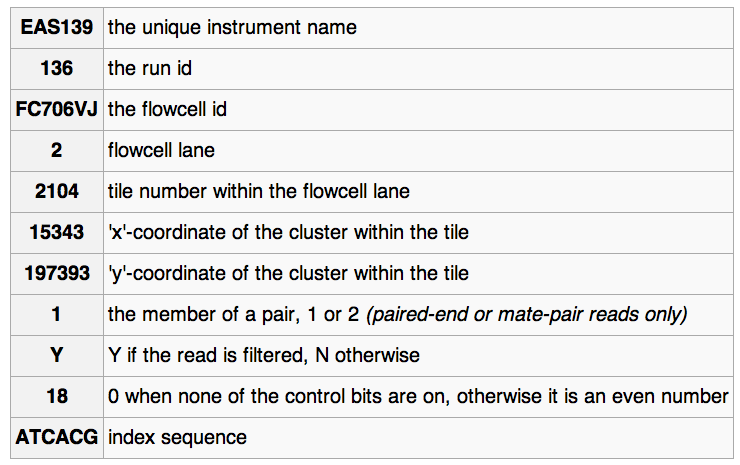 EAS139 the unique instrument name
136 the run id
FC706VJ the flowcell id
2 flowcell lane
2104 tile number within the flowcell lane
15343 'x'-coordinate of the cluster within the tile
197393 'y'-coordinate of the cluster within the tile
1 the member of a pair, 1 or 2 (paired-end or mate-pair reads only)
Y Y if the read is filtered, N otherwise
18 0 when none of the control bits are on, otherwise it is an even number
ATCACG index sequence